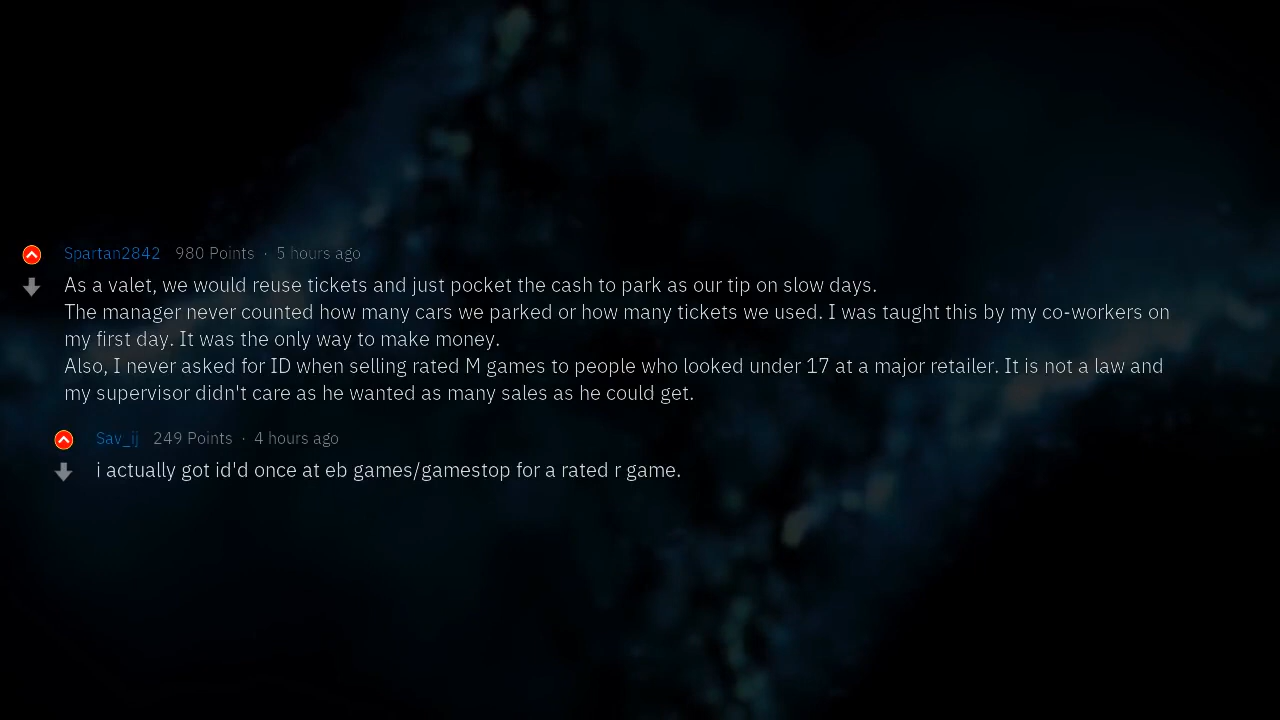 Spartan2842 980 Points · 5 hours ago
As a valet, we would reuse tickets and just pocket the cash to park as our tip on slow days.
The manager never counted how many cars we parked or how many tickets we used. I was taught this by my co-workers on
my first day. It was the only way to make money.
Also, I never asked for ID when selling rated M games to people who looked under 17 at a major retailer. It is not a law and
my supervisor didn't care as he wanted as many sales as he could get.
Sav_ij 249 Points · 4 hours ago
i actually got id'd once at eb games/gamestop for a rated r game.